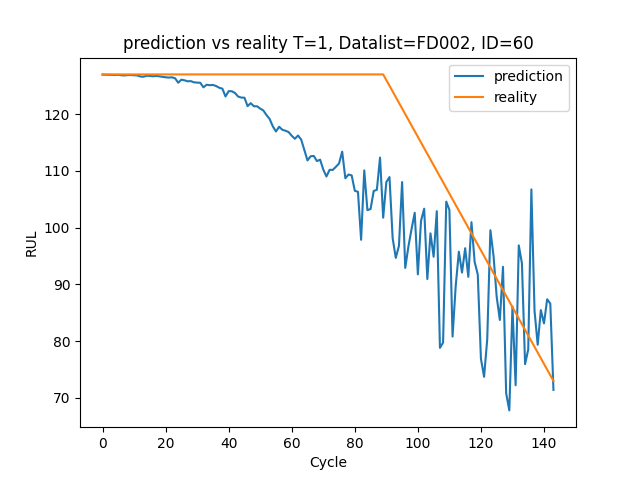 prediction vs reality T=1, Datalist=FD002, ID=60
prediction
reality
RUL
120
110
100
90
80
70
0 20 40 60 80 100 120 140
Cycle